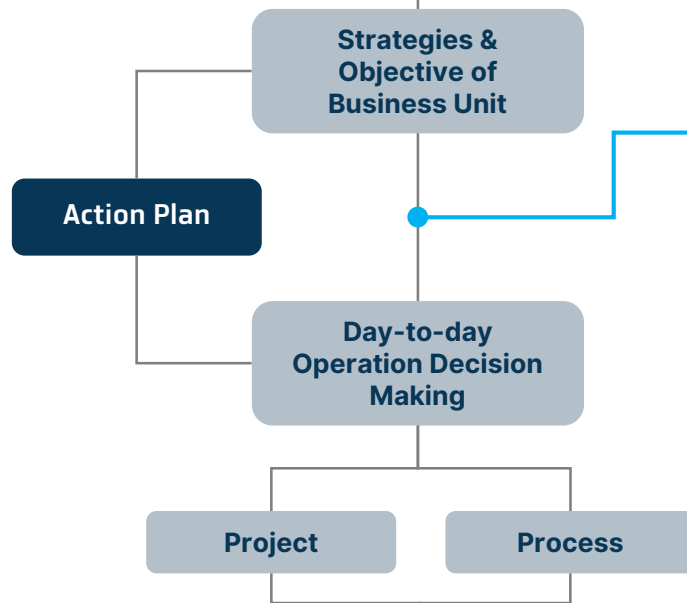 Strategies &
Objective of
Business Unit
Action Plan
Day-to-day
Operation Decision
Making
Project
Process